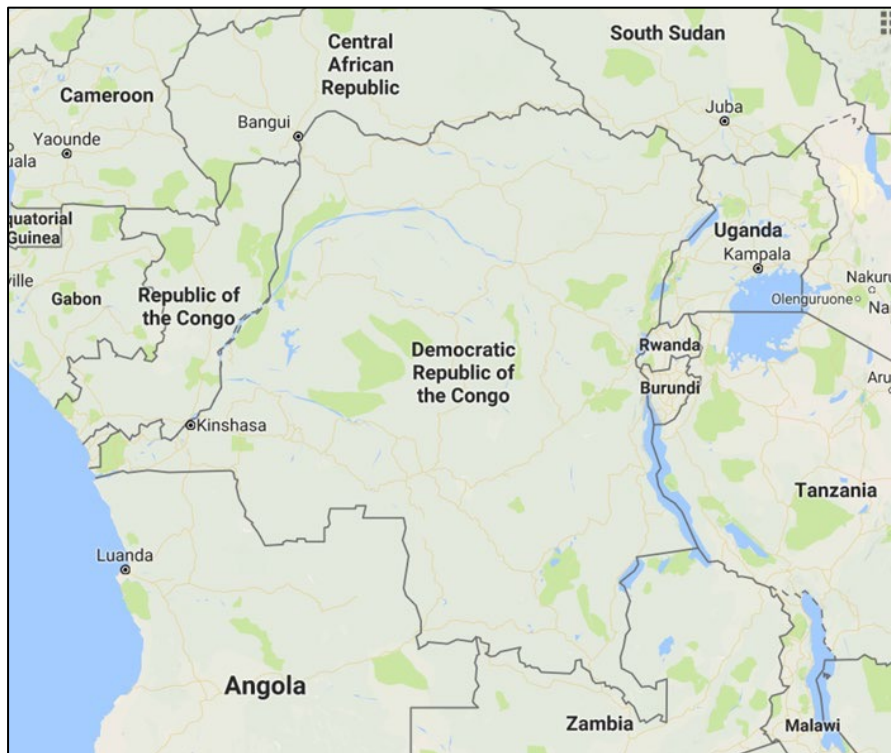 South Sudan
Central
African
Republic
Cameroon
Juba
Bangui
Yaounde
uala
quatorial
Guinea
Uganda
Kampala
ville
Gabon
Republic of
the Congo
Nakuru
Olenguruone
Na
Rwanda
Democratic
Republic of
the Congo
Burundi
Aru
Kinshasa
Tanzania
Luanda
Angola
Zambia
Malawi